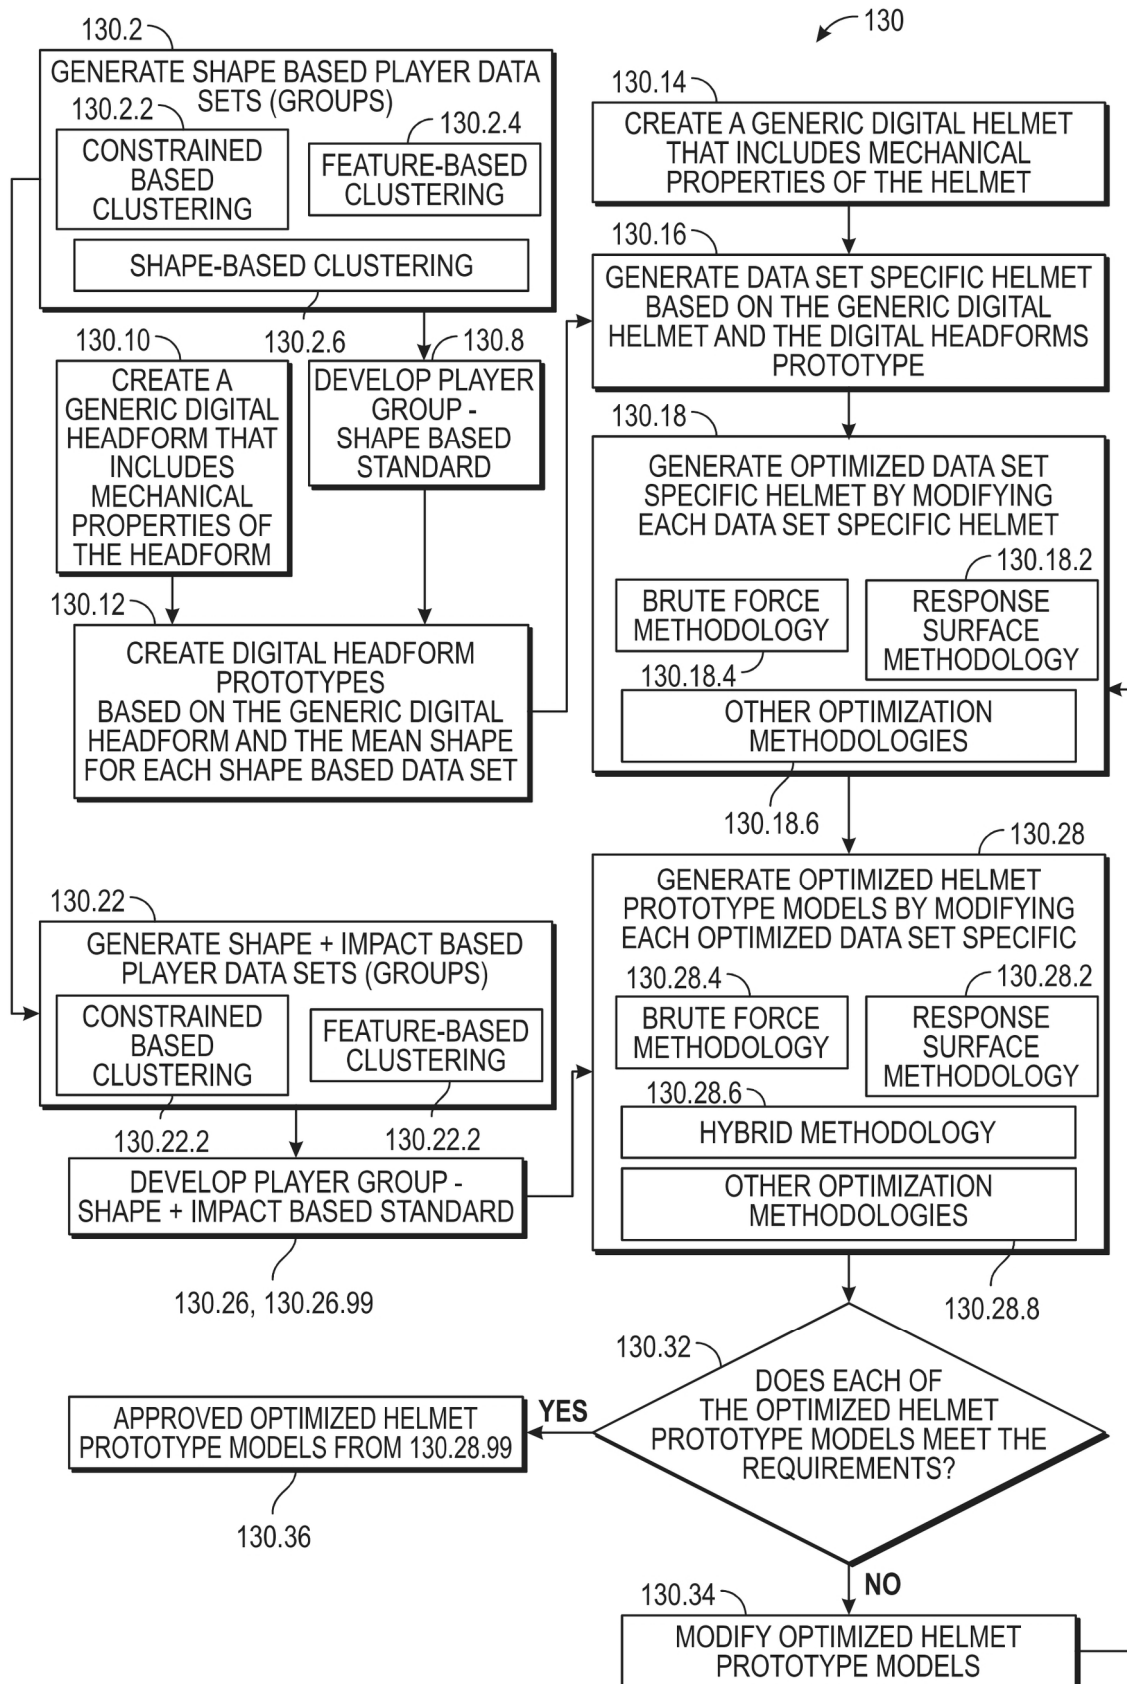 130
130.2
GENERATE SHAPE BASED PLAYER DATA
SETS (GROUPS)
130.2.2
CONSTRAINED
BASED
CLUSTERING
130.2.4
FEATURE-BASED
CLUSTERING
SHAPE-BASED CLUSTERING
130.2.6
130.10
CREATE A
GENERIC DIGITAL
HEADFORM THAT
INCLUDES
MECHANICAL
PROPERTIES OF
THE HEADFORM
130.8
DEVELOP PLAYER
GROUP -
SHAPE BASED
STANDARD
130.12
CREATE DIGITAL HEADFORM
PROTOTYPES
BASED ON THE GENERIC DIGITAL
HEADFORM AND THE MEAN SHAPE
FOR EACH SHAPE BASED DATA SET
130.22
GENERATE SHAPE + IMPACT BASED
PLAYER DATA SETS (GROUPS)
CONSTRAINED
BASED
CLUSTERING
FEATURE-BASED
CLUSTERING
130.22.2
130.22.2
DEVELOP PLAYER GROUP -
SHAPE + IMPACT BASED STANDARD
130.26, 130.26.99
130.14
CREATE A GENERIC DIGITAL HELMET
THAT INCLUDES MECHANICAL
PROPERTIES OF THE HELMET
130.16
GENERATE DATA SET SPECIFIC HELMET
BASED ON THE GENERIC DIGITAL
HELMET AND THE DIGITAL HEADFORMS
PROTOTYPE
130.18
GENERATE OPTIMIZED DATA SET
SPECIFIC HELMET BY MODIFYING
EACH DATA SET SPECIFIC HELMET
130.18.2
BRUTE FORCE
METHODOLOGY
RESPONSE
SURFACE
METHODOLOGY
130.18.4
OTHER OPTIMIZATION
METHODOLOGIES
130.18.6
130.28
GENERATE OPTIMIZED HELMET
PROTOTYPE MODELS BY MODIFYING
EACH OPTIMIZED DATA SET SPECIFIC
130.28.4
130.28.2
BRUTE FORCE
METHODOLOGY
RESPONSE
SURFACE
METHODOLOGY
130.28.6
HYBRID METHODOLOGY
OTHER OPTIMIZATION
METHODOLOGIES
130.28.8
130.32
DOES EACH OF
THE OPTIMIZED HELMET
PROTOTYPE MODELS MEET THE
REQUIREMENTS?
YES
APPROVED OPTIMIZED HELMET
PROTOTYPE MODELS FROM 130.28.99
130.36
NO
130.34
MODIFY OPTIMIZED HELMET
PROTOTYPE MODELS